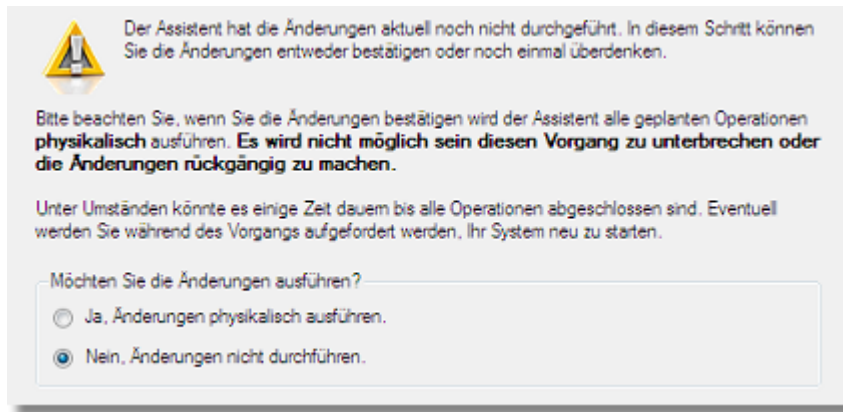 Der Assistent hat die Änderungen aktuell noch nicht durchgeführt. In diesem Schritt können
Sie die Änderungen entweder bestätigen oder noch einmal überdenken.
Bitte beachten Sie, wenn Sie die Änderungen bestätigen wird der Assistent alle geplanten Operationen
physikalisch ausführen. Es wird nicht möglich sein diesen Vorgang zu unterbrechen oder
die Änderungen rückgängig zu machen.
Unter Umständen könnte es einige Zeit dauern bis alle Operationen abgeschlossen sind. Eventuell
werden Sie während des Vorgangs aufgefordert werden, Ihr System neu zu starten.
Möchten Sie die Änderungen ausführen?
Ja, Änderungen physikalisch ausführen.
Nein, Änderungen nicht durchführen.